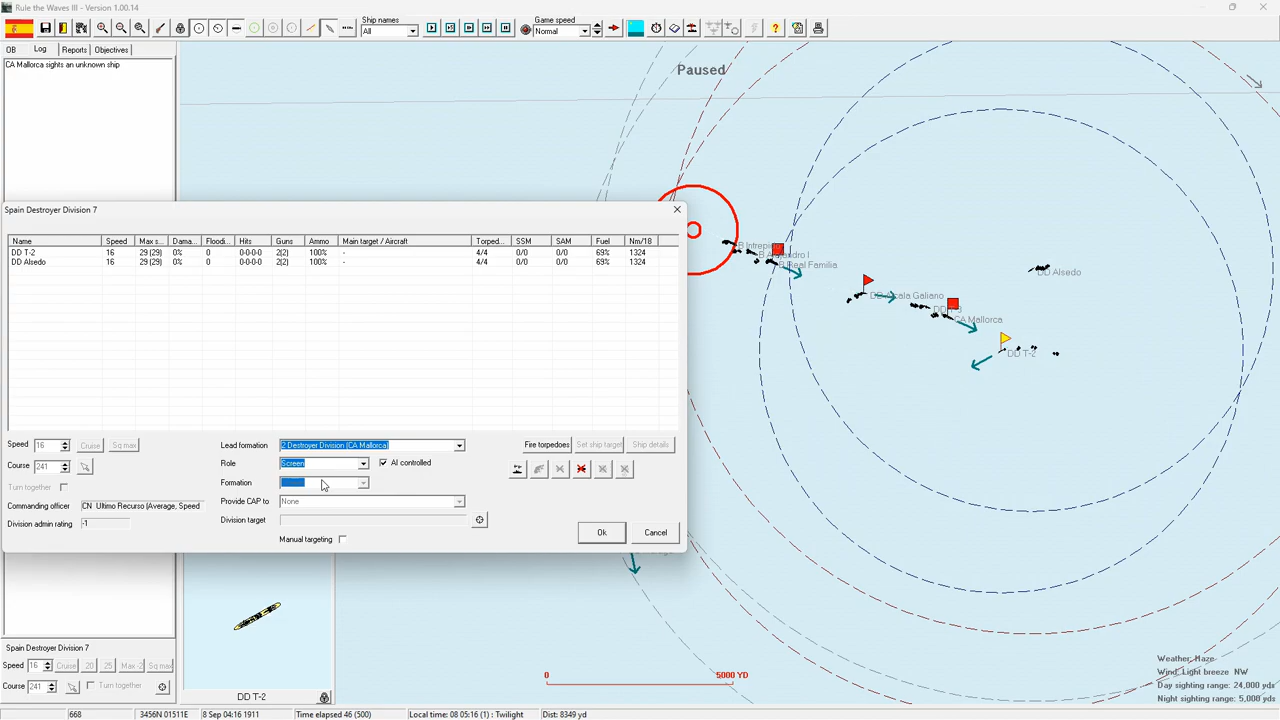 Rule the Waves III - Version 1.00.14
Ship names
All
Game speed
Normal
OB Log Reports Objectives
CA Mallorca sights an unknown ship
Paused
Spain Destroyer Division 7
Name Speed Max s... Dama... Floodi... Hits Guns Ammo Main target / Aircraft Torped... SSM SAM Fuel Nm/18
DD T-2 16 29 (29) 0% 0 0-0-0-0 2(2) 100% - 4/4 0/0 0/0 69% 1324
DD Alsedo 16 29 (29) 0% 0 0-0-0-0 2(2) 100% - 4/4 0/0 0/0 69% 1324
B Real Familia
DD Alcala Galiano
CA Mallorca
DD Alsedo
DD T-2
Speed 16 Cruise Sq max
Course 241
Turn together
Commanding officer CN Ultimo Recurso (Average, Speed
Division admin rating -1
Lead formation 2 Destroyer Division (CA Mallorca)
Role Screen AI controlled
Formation
Provide CAP to None
Division target
Manual targeting
Fire torpedoes Set ship target Ship details
Ok Cancel
Spain Destroyer Division 7
Speed 16 Cruise 20 25 Max -2 Sq max
Course 241 Turn together
DD T-2
0 5000 YD
Weather: Haze
Wind: Light breeze NW
Day sighting range: 24,000 yds
Night sighting range: 5,000 yds
668 3456N 01511E 8 Sep 04:16 1911 Time elapsed 46 (500) Local time: 08 05:16 (1) : Twilight Dist: 8349 yd